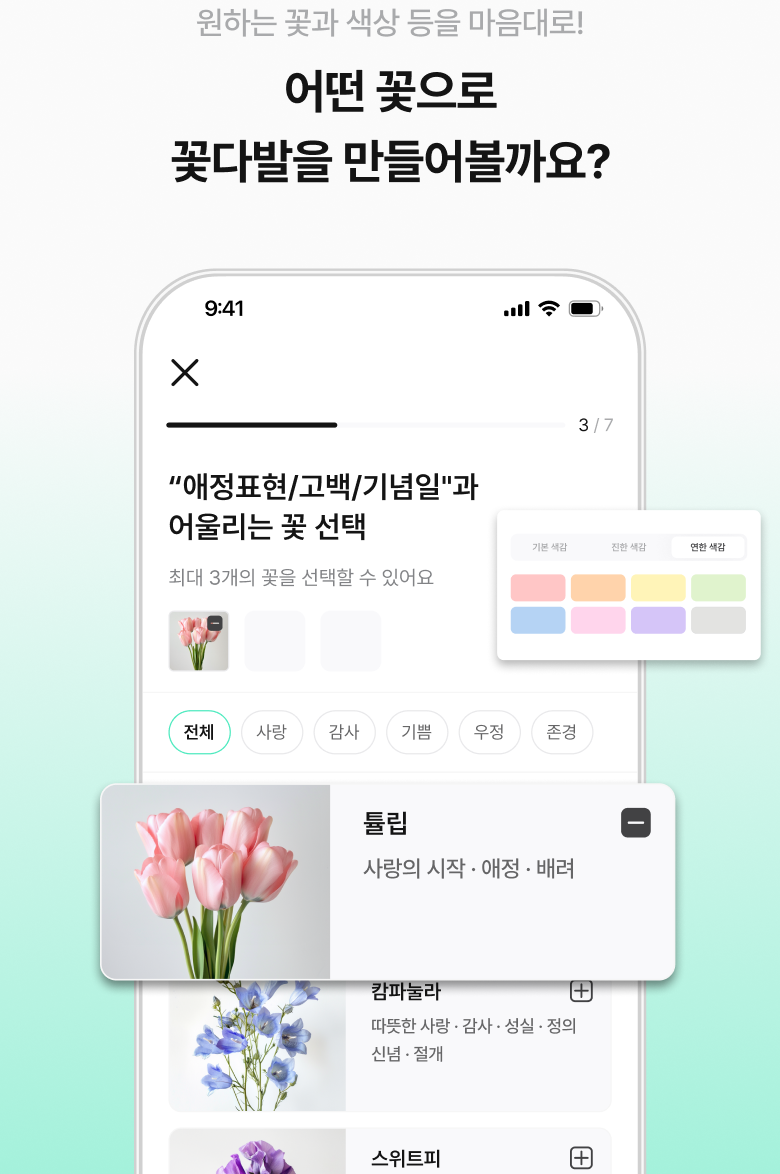 원하는 꽃과 색상 등을 마음대로!
어떤 꽃으로
꽃다발을 만들어볼까요?
9:41
3 / 7
“애정표현/고백/기념일"과
어울리는 꽃 선택
최대 3개의 꽃을 선택할 수 있어요
기본 색감 진한 색감 연한 색감
전체 사랑 감사 기쁨 우정 존경
튤립
사랑의 시작 · 애정 · 배려
캄파눌라
따뜻한 사랑 · 감사 · 성실 · 정의
신념 · 절개
스위트피